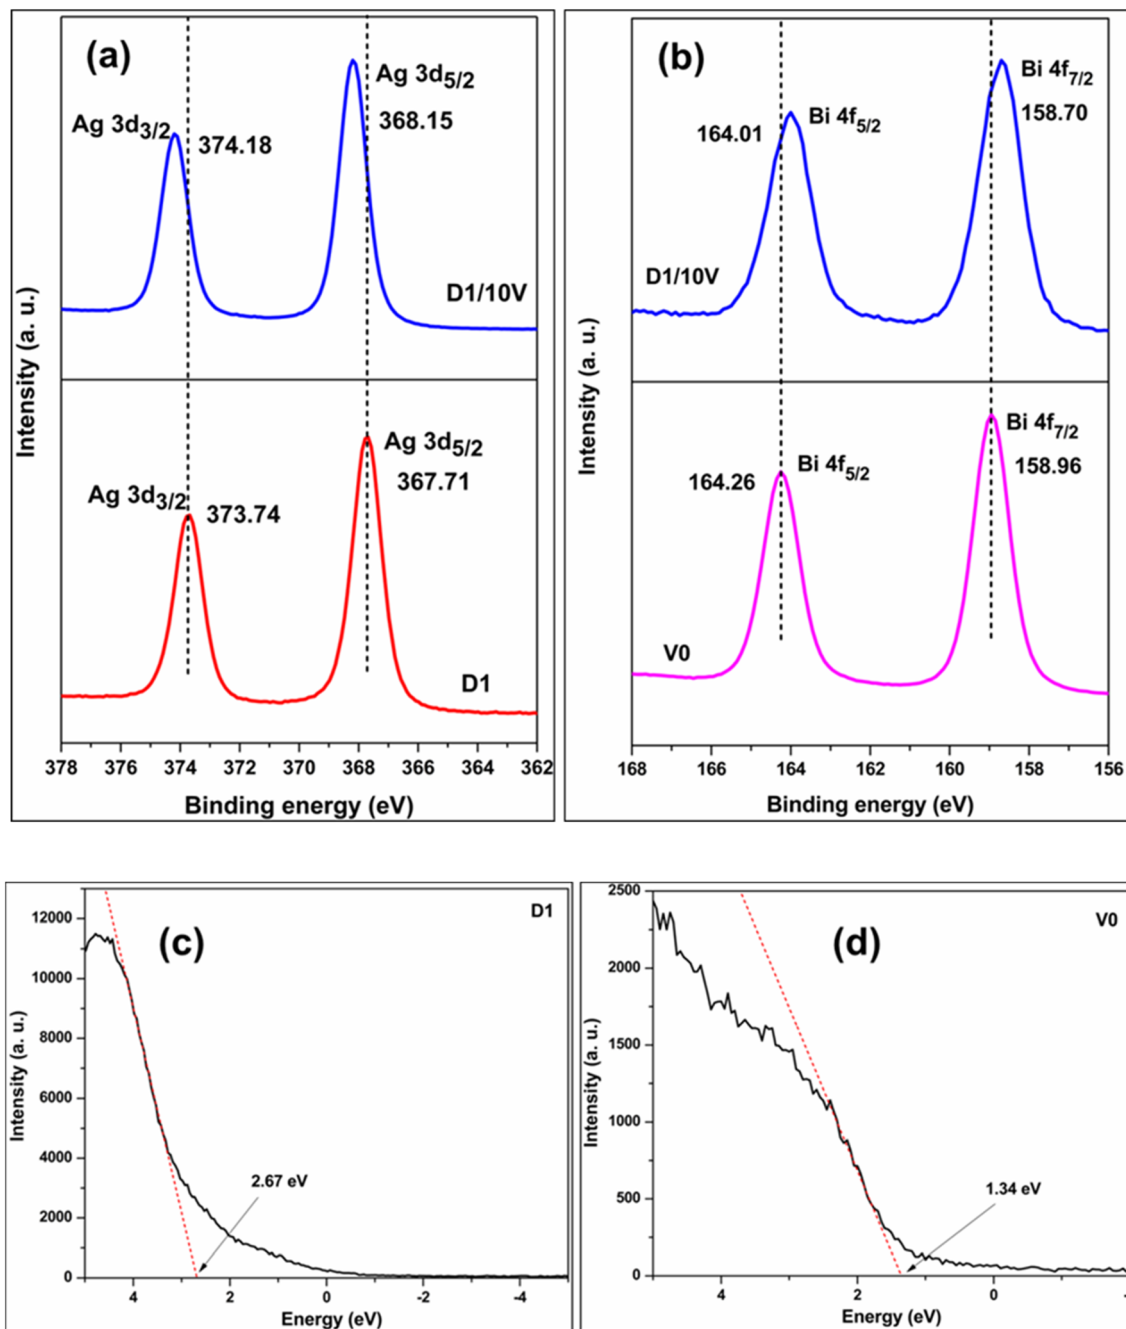 (a)
Ag 3d5/2
368.15
Ag 3d3/2
374.18
D1/10V
Ag 3d5/2
367.71
Ag 3d3/2
373.74
D1
Intensity (a. u.)
378 376 374 372 370 368 366 364 362
Binding energy (eV)
(b)
Bi 4f7/2
158.70
164.01 Bi 4f5/2
D1/10V
Bi 4f7/2
158.96
Bi 4f5/2
164.26
V0
Intensity (a. u.)
168 166 164 162 160 158 156
Binding energy (eV)
(c)
D1
12000
10000
8000
6000
4000
2000
0
2.67 eV
Intensity (a. u.)
4 2 0 -2 -4
Energy (eV)
(d)
V0
2500
2000
1500
1000
500
0
1.34 eV
Intensity (a. u.)
4 2 0
Energy (eV)